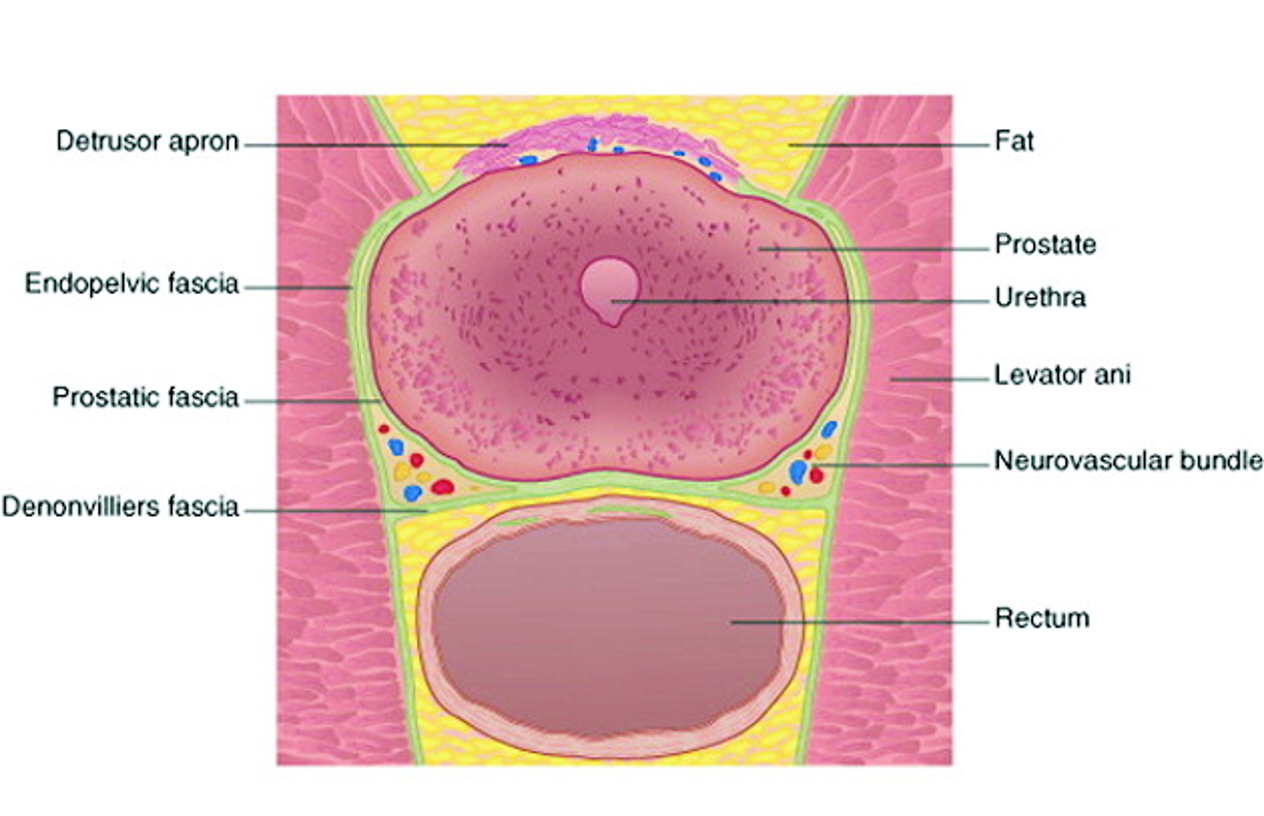 Detrusor apron
Fat
Prostate
Endopelvic fascia
Urethra
Levator ani
Prostatic fascia
Neurovascular bundle
Denonvilliers fascia
Rectum